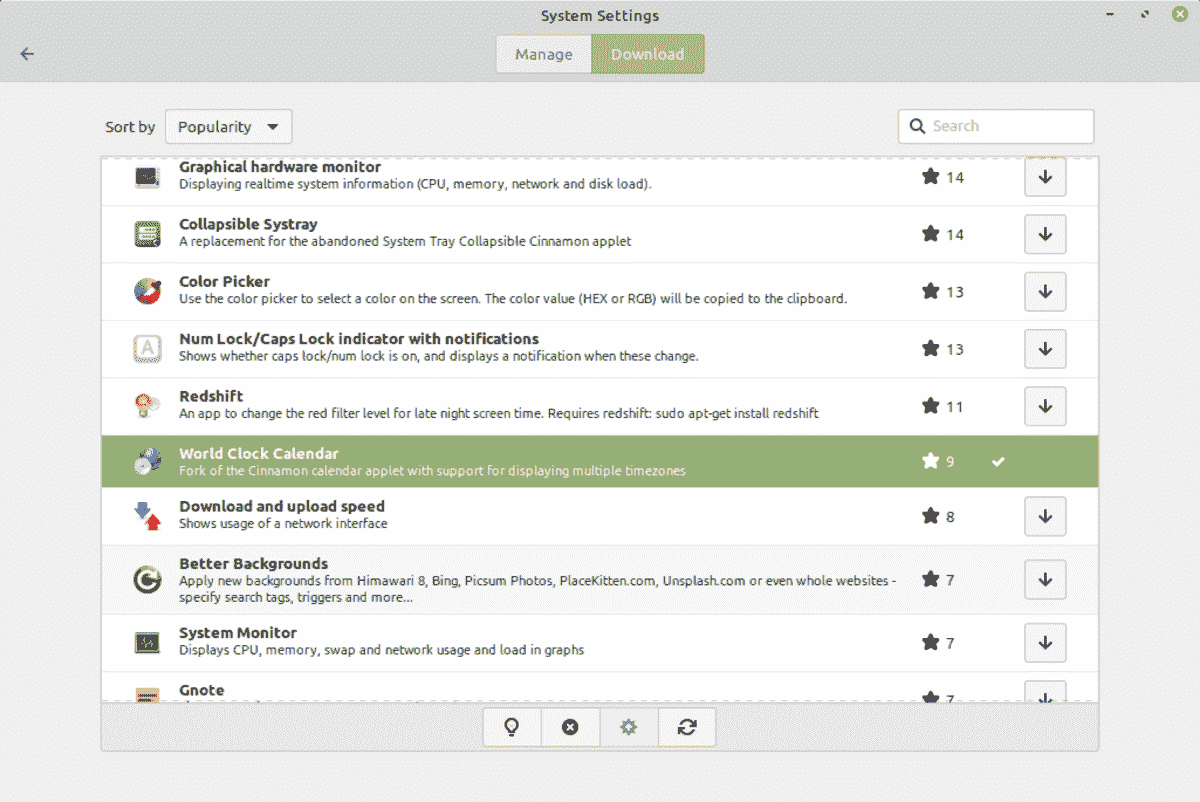 System Settings
Manage
Download
Sort by
Popularity
Search
Graphical hardware monitor
Displaying realtime system information (CPU, memory, network and disk load).
14
Collapsible Systray
A replacement for the abandoned System Tray Collapsible Cinnamon applet
14
Color Picker
Use the color picker to select a color on the screen. The color value (HEX or RGB) will be copied to the clipboard.
13
A
Num Lock/Caps Lock indicator with notifications
Shows whether caps lock/num lock is on, and displays a notification when these change.
13
Redshift
An app to change the red filter level for late night screen time. Requires redshift: sudo apt-get install redshift
11
World Clock Calendar
Fork of the Cinnamon calendar applet with support for displaying multiple timezones
9
Download and upload speed
Shows usage of a network interface
8
Better Backgrounds
Apply new backgrounds from Himawari 8, Bing, Picsum Photos, PlaceKitten.com, Unsplash.com or even whole websites -
specify search tags, triggers and more...
7
System Monitor
Displays CPU, memory, swap and network usage and load in graphs
7
Gnote
7